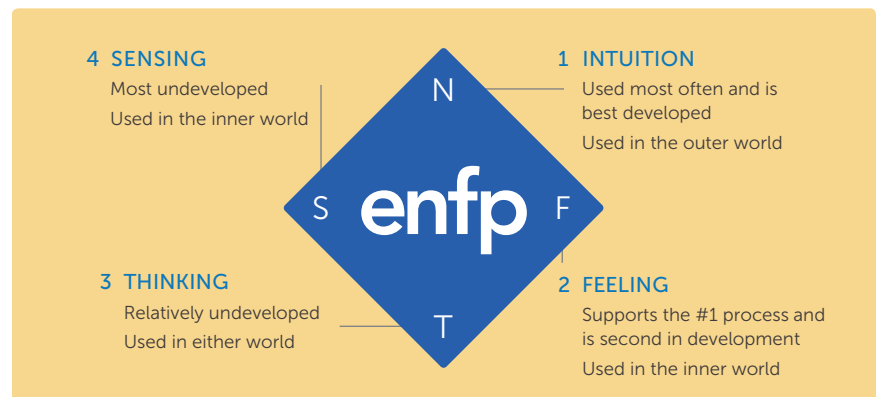 4 SENSING
Most undeveloped
Used in the inner world
1 INTUITION
Used most often and is
best developed
Used in the outer world
N
S
enfp
F
T
3 THINKING
Relatively undeveloped
Used in either world
2 FEELING
Supports the #1 process and
is second in development
Used in the inner world